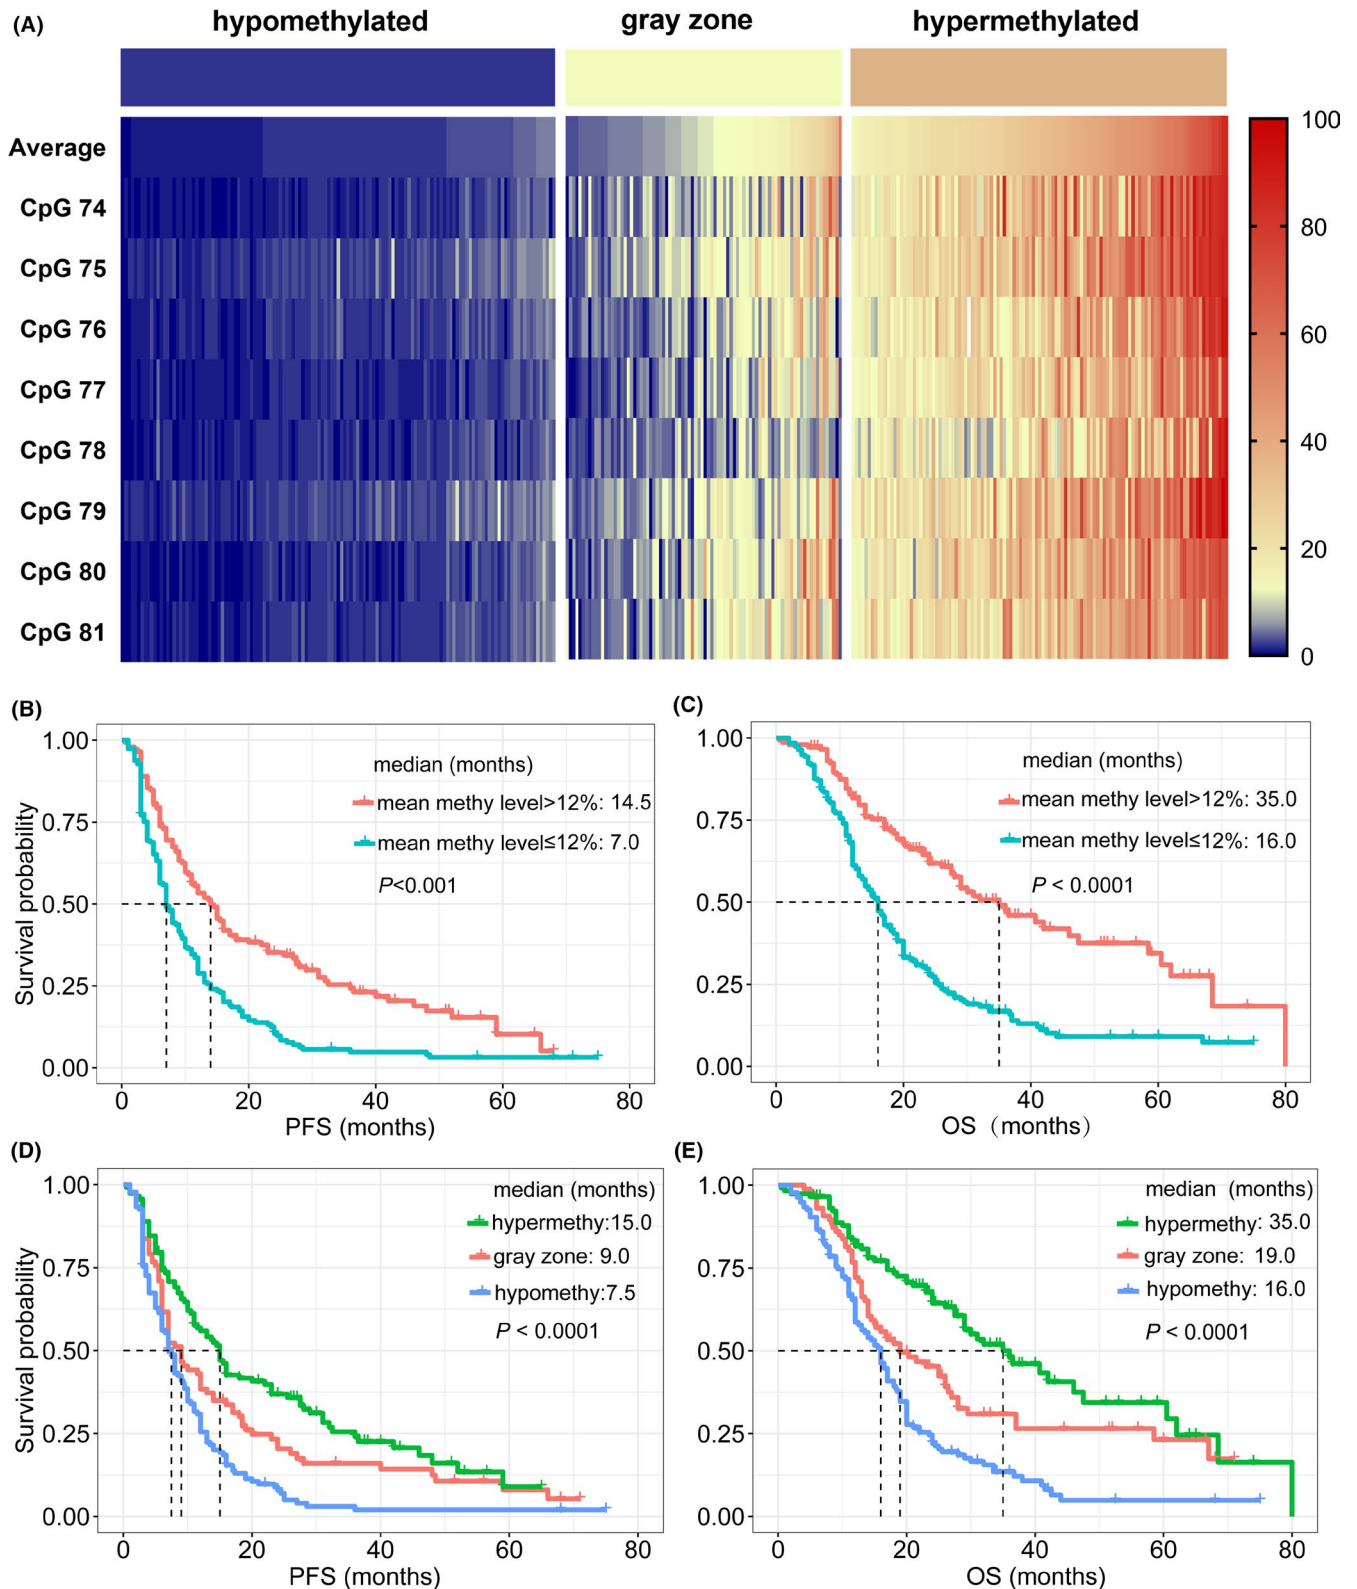 (A)
hypomethylated gray zone hypermethylated
Average
CpG 74
CpG 75
CpG 76
CpG 77
CpG 78
CpG 79
CpG 80
CpG 81
100
80
60
40
20
0
(B)
Survival probability
1.00
0.75
0.50
0.25
0.00
median (months)
mean methy level>12%: 14.5
mean methy level≤12%: 7.0
P<0.001
0 20 40 60 80
PFS (months)
(C)
1.00
0.75
0.50
0.25
0.00
median (months)
mean methy level>12%: 35.0
mean methy level≤12%: 16.0
P < 0.0001
0 20 40 60 80
OS（months）
(D)
Survival probability
1.00
0.75
0.50
0.25
0.00
median (months)
hypermethy:15.0
gray zone: 9.0
hypomethy:7.5
P < 0.0001
0 20 40 60 80
PFS (months)
(E)
1.00
0.75
0.50
0.25
0.00
median (months)
hypermethy: 35.0
gray zone: 19.0
hypomethy: 16.0
P < 0.0001
0 20 40 60 80
OS (months)